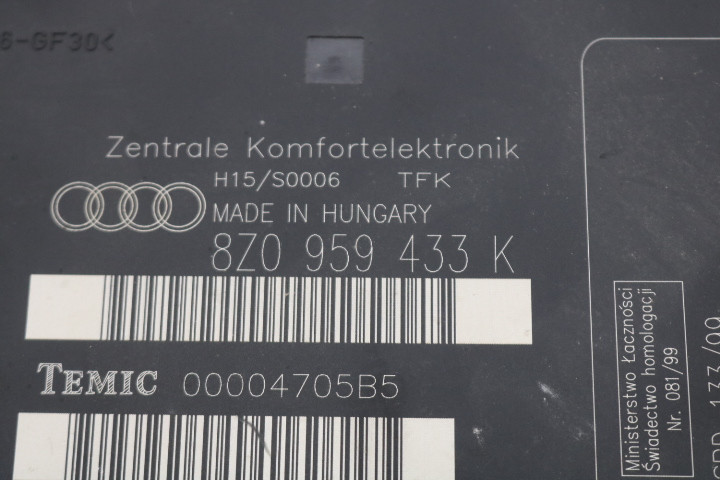 6-GF30<
Zentrale Komfortelektronik
H15/S0006 TFK
MADE IN HUNGARY
8Z0 959 433 K
TEMIC 00004705B5
Ministerstwo Łączności
Świadectwo homologacji
Nr. 081/99